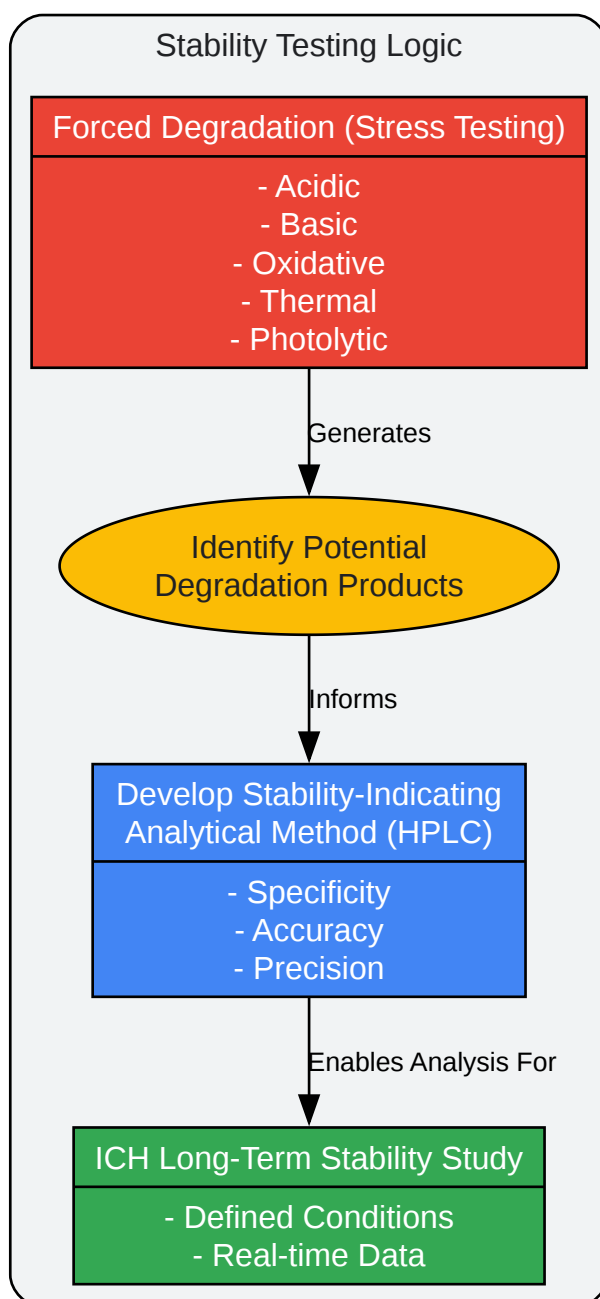 Stability Testing Logic
Forced Degradation (Stress Testing)
- Acidic
- Basic
- Oxidative
- Thermal
- Photolytic
Generates
Identify Potential
Degradation Products
Informs
Develop Stability-Indicating
Analytical Method (HPLC)
- Specificity
- Accuracy
- Precision
Enables Analysis For
ICH Long-Term Stability Study
- Defined Conditions
- Real-time Data